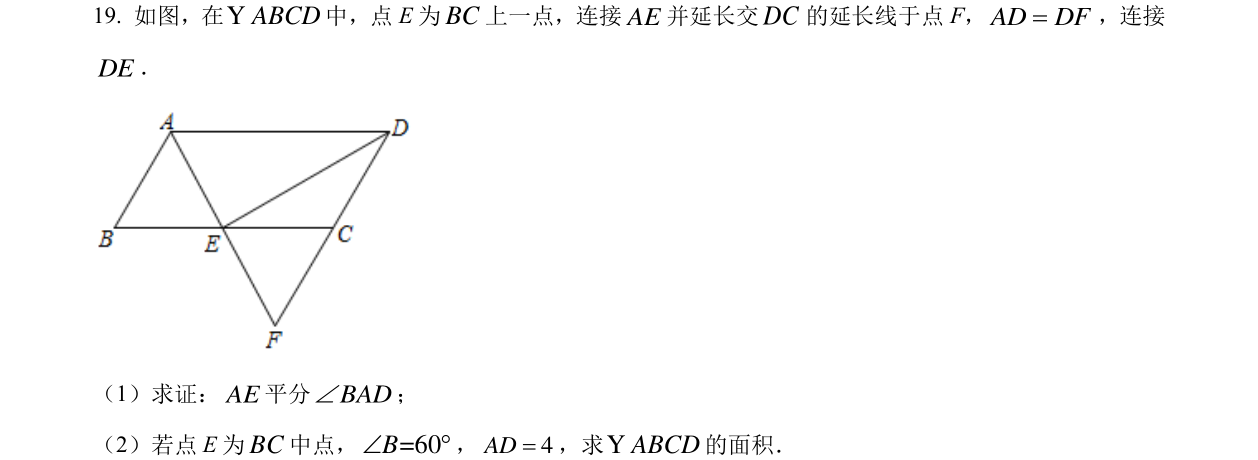 19. 如图，在Y ABCD中，点E为BC上一点，连接AE并延长交DC的延长线于点F，AD = DF，连接
DE．
A
D
B
E
C
F
（1）求证：AE平分∠BAD；
（2）若点E为BC中点，∠B=60°，AD = 4，求Y ABCD的面积．